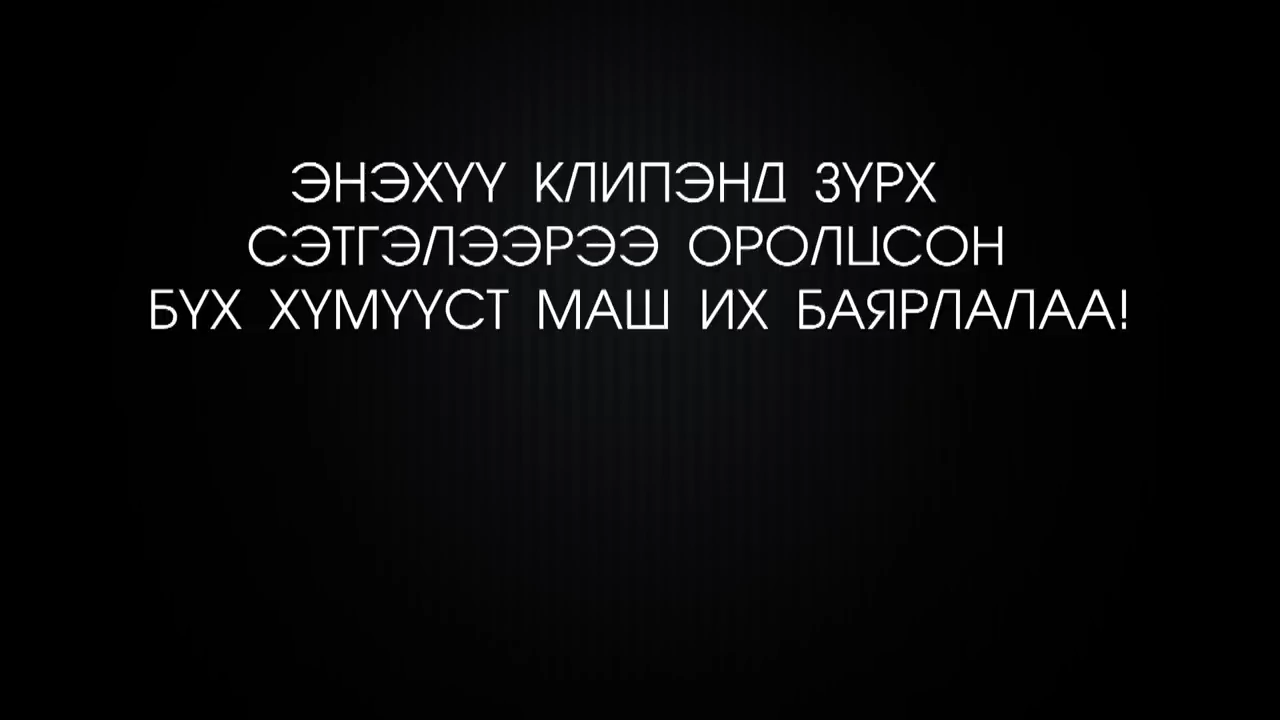 ЭНЭХҮҮ КЛИПЭНД ЗҮРХ
СЭТГЭЛЭЭРЭЭ ОРОЛЦСОН
БҮХ ХҮМҮҮСТ МАШ ИХ БАЯРЛАЛАА!